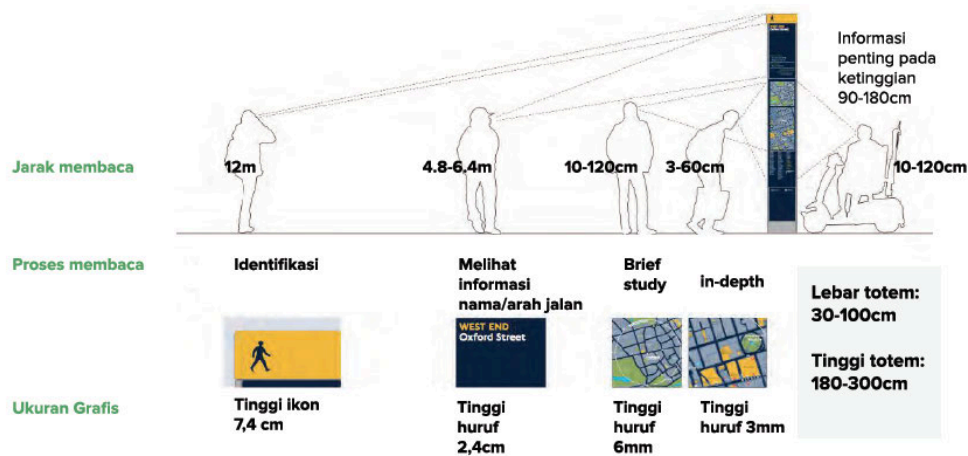 Informasi
penting pada
ketinggian
90-180cm
Jarak membaca
12m
4.8-6.4m
10-120cm
3-60cm
10-120cm
Proses membaca
Identifikasi
Melihat
informasi
nama/arah jalan
Brief
study
in-depth
WEST END
Oxford Street
Lebar totem:
30-100cm
Tinggi totem:
180-300cm
Ukuran Grafis
Tinggi ikon
7,4 cm
Tinggi
huruf
2,4cm
Tinggi
huruf
6mm
Tinggi
huruf 3mm